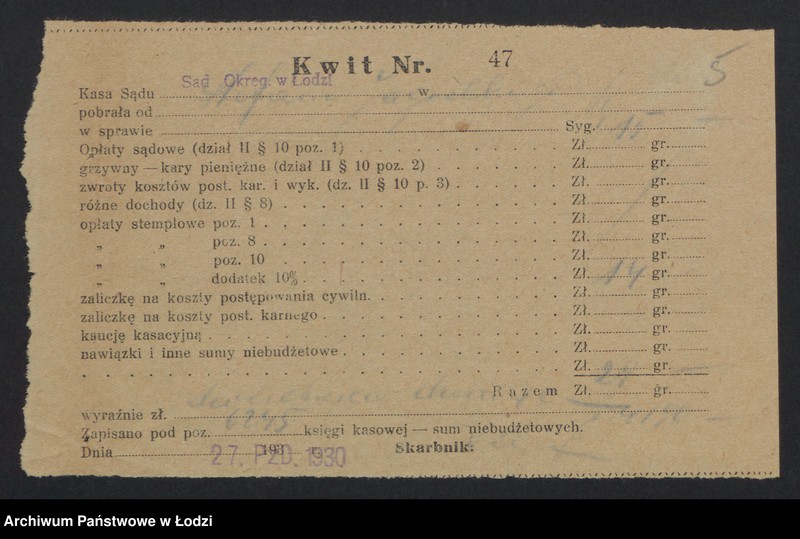 Kwit Nr. 47
5
Sąd Okręg. w Łodzi
Kasa Sądu w
pobrała od
w sprawie Syg. 15
Opłaty sądowe (dział II § 10 poz. 1) Zł. gr.
grzywny — kary pieniężne (dział II § 10 poz. 2) Zł. gr.
zwroty kosztów post. kar. i wyk. (dz. II § 10 p. 3) Zł. gr.
różne dochody (dz. II § 8) Zł. gr.
opłaty stemplowe poz. 1 Zł. gr.
„ „ poz. 8 Zł. gr.
„ „ poz. 10 Zł. gr.
„ „ dodatek 10% Zł. 14 gr.
zaliczkę na koszty postępowania cywiln. Zł. gr.
zaliczkę na koszty post. karnego Zł. gr.
kaucję kasacyjną Zł. gr.
nawiązki i inne sumy niebudżetowe Zł. gr.
Zł. gr.
Razem Zł. gr.
wyraźnie zł.
Zapisano pod poz. 6245 księgi kasowej — sum niebudżetowych.
Dnia 27. PZD. 1930 193 r. Skarbnik:
Archiwum Państwowe w Łodzi